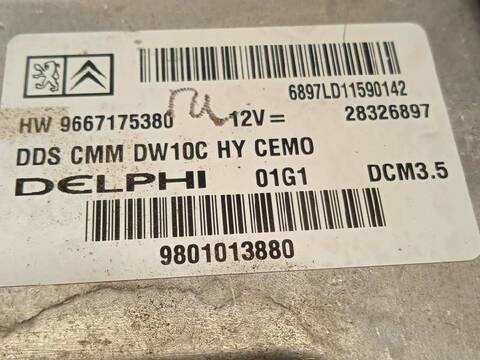 6897LD11590142
HW 9667175380 12V= 28326897
DDS CMM DW10C HY CEMO
DELPHI 01G1 DCM3.5
9801013880